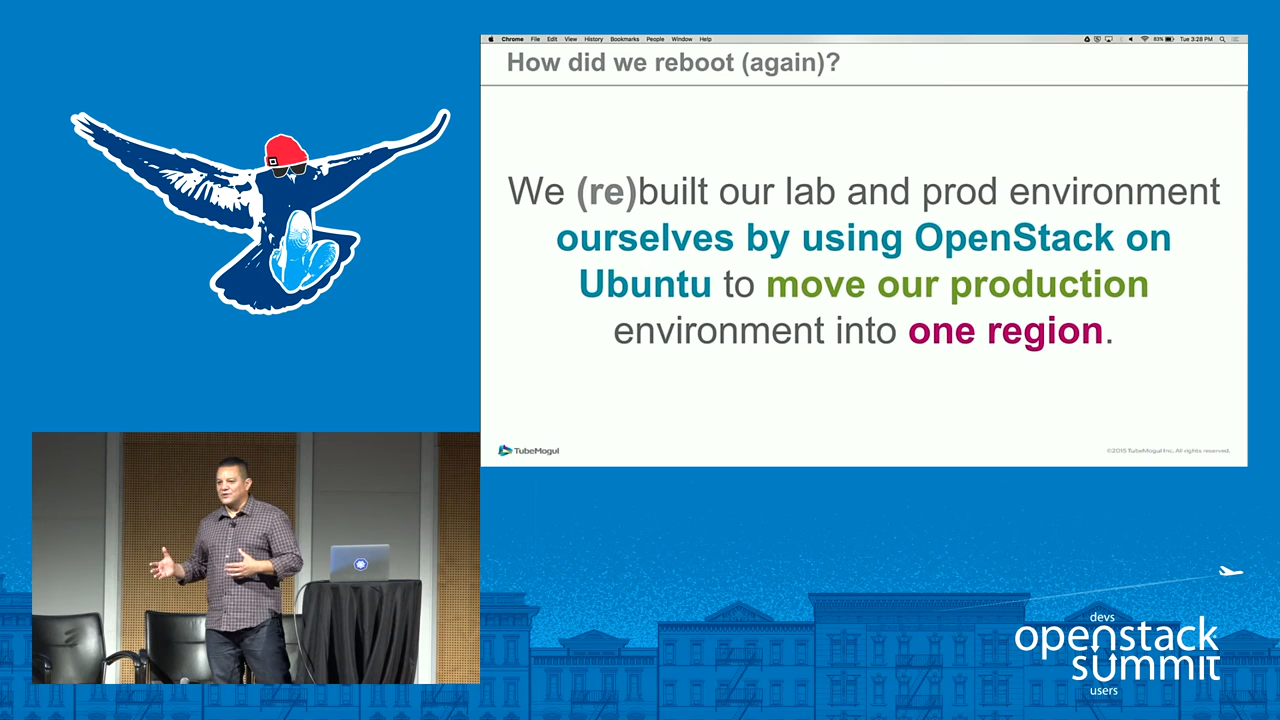 Chrome File Edit View History Bookmarks People Window Help
83% Tue 3:28 PM
How did we reboot (again)?
We (re)built our lab and prod environment
ourselves by using OpenStack on
Ubuntu to move our production
environment into one region.
TubeMogul
©2015 TubeMogul Inc. All rights reserved.
devs
openstack
summit
users